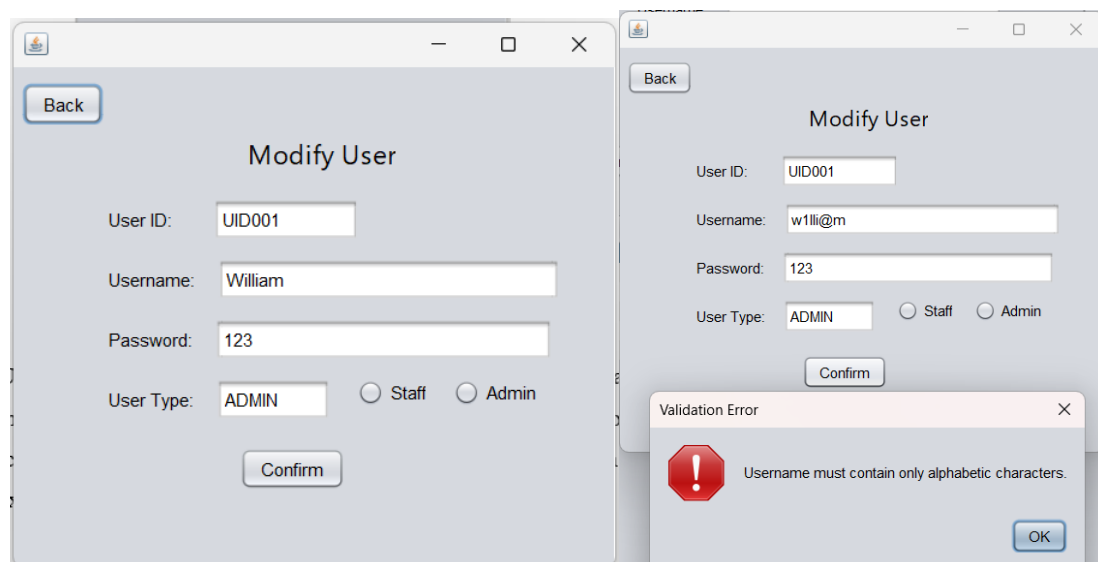 Back
Modify User
User ID: UID001
Username: William
Password: 123
User Type: ADMIN Staff Admin
Confirm
Back
Modify User
User ID: UID001
Username: w1lli@m
Password: 123
User Type: ADMIN Staff Admin
Confirm
Validation Error
Username must contain only alphabetic characters.
OK